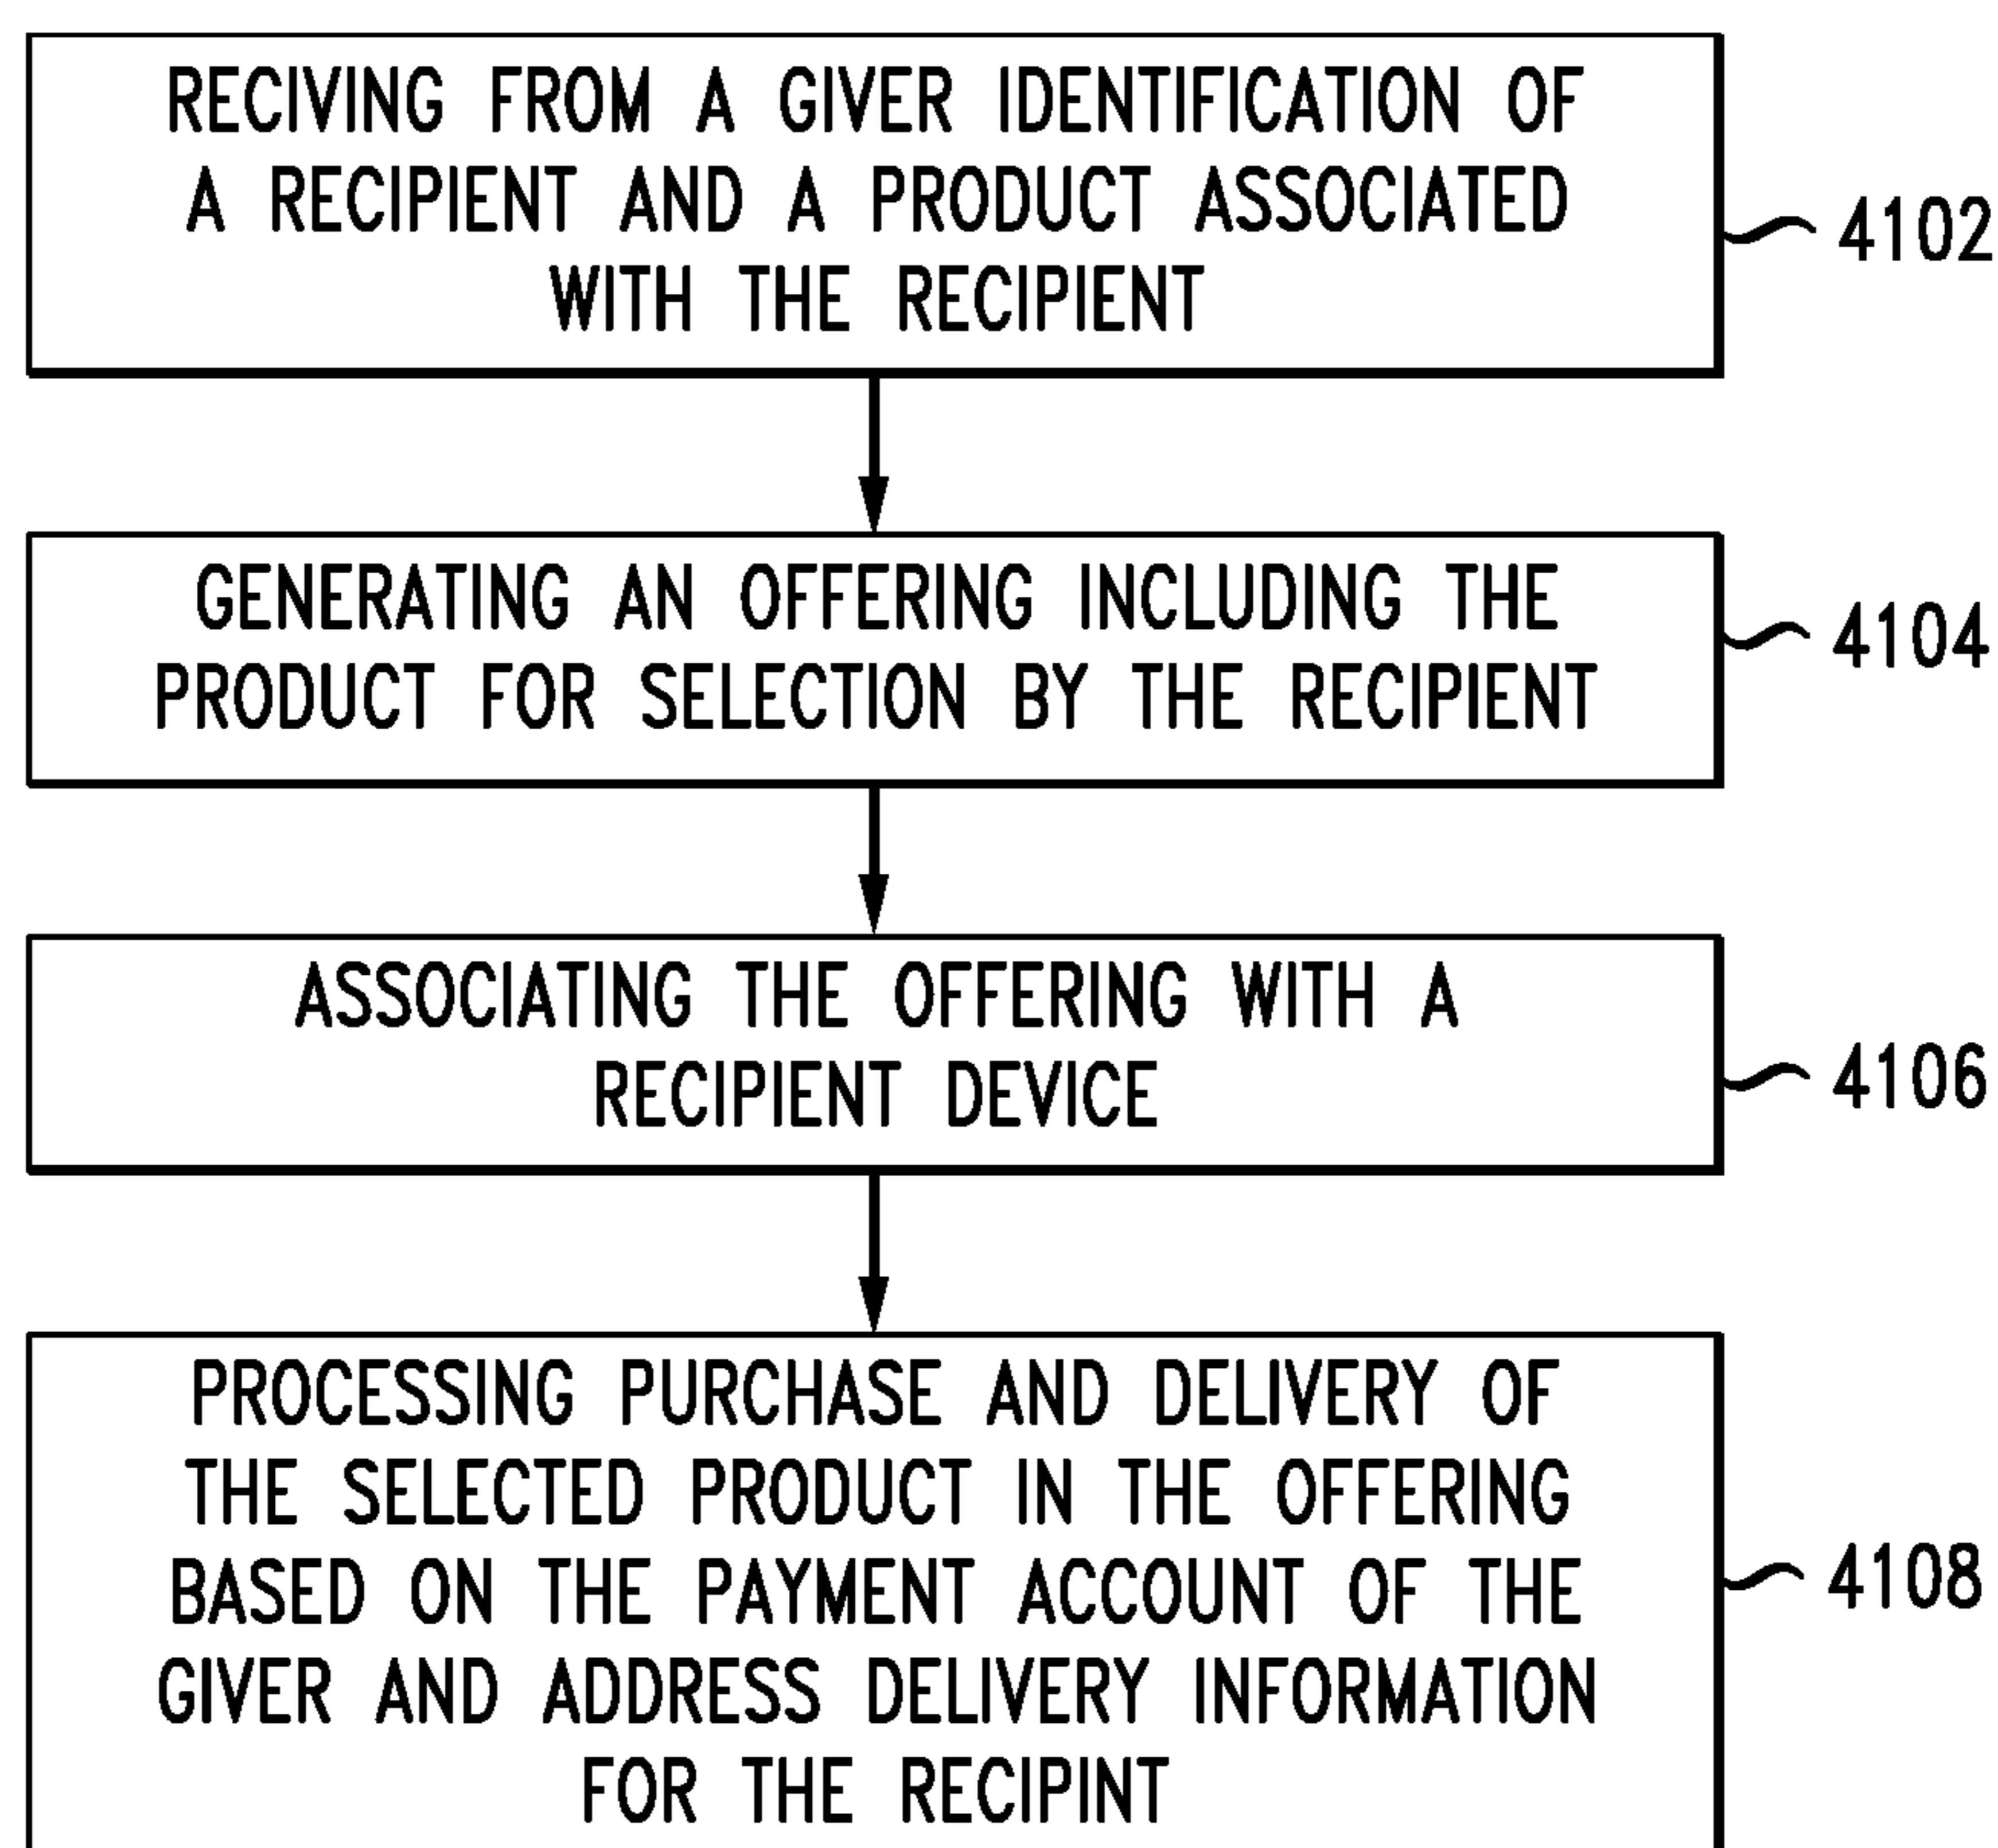 RECIVING FROM A GIVER IDENTIFICATION OF
A RECIPIENT AND A PRODUCT ASSOCIATED
WITH THE RECIPIENT
4102
GENERATING AN OFFERING INCLUDING THE
PRODUCT FOR SELECTION BY THE RECIPIENT
4104
ASSOCIATING THE OFFERING WITH A
RECIPIENT DEVICE
4106
PROCESSING PURCHASE AND DELIVERY OF
THE SELECTED PRODUCT IN THE OFFERING
BASED ON THE PAYMENT ACCOUNT OF THE
GIVER AND ADDRESS DELIVERY INFORMATION
FOR THE RECIPINT
4108